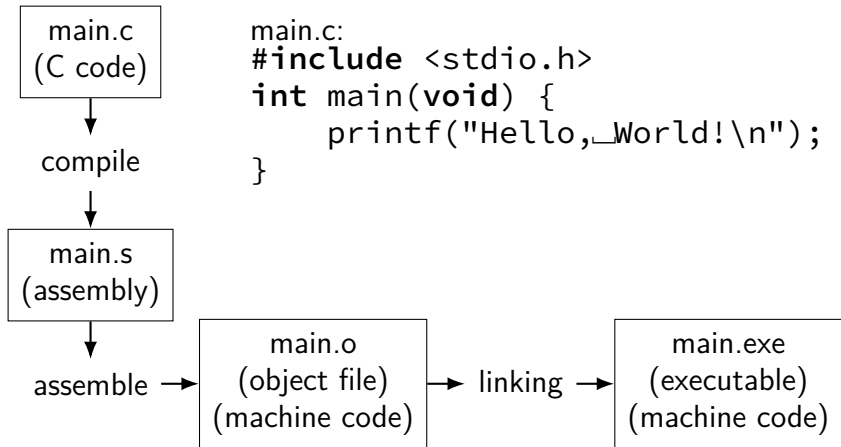 main.c
(C code)
compile
main.s
(assembly)
assemble
main.o
(object file)
(machine code)
linking
main.exe
(executable)
(machine code)
main.c:
#include <stdio.h>
int main(void) {
    printf("Hello,␣World!\n");
}